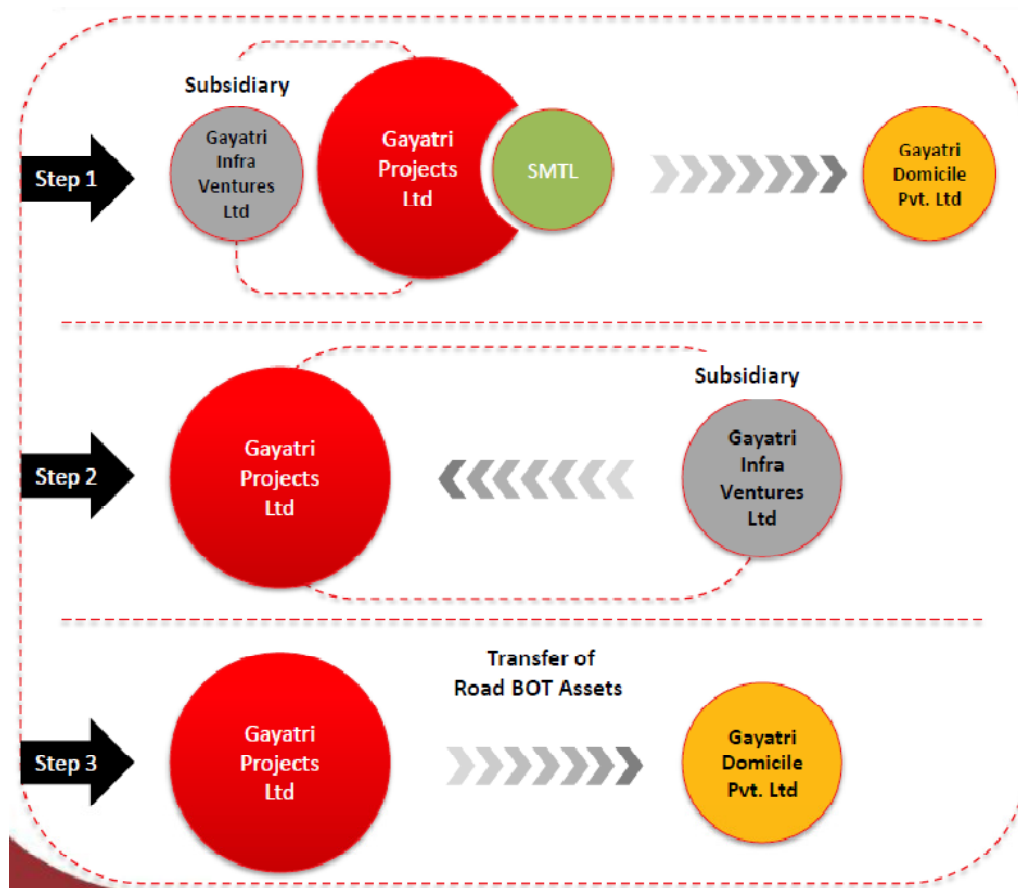 Subsidiary
Step 1
Gayatri
Infra
Ventures
Ltd
Gayatri
Projects
Ltd
SMTL
Gayatri
Domicile
Pvt. Ltd
Subsidiary
Step 2
Gayatri
Projects
Ltd
Gayatri
Infra
Ventures
Ltd
Transfer of
Road BOT Assets
Step 3
Gayatri
Projects
Ltd
Gayatri
Domicile
Pvt. Ltd